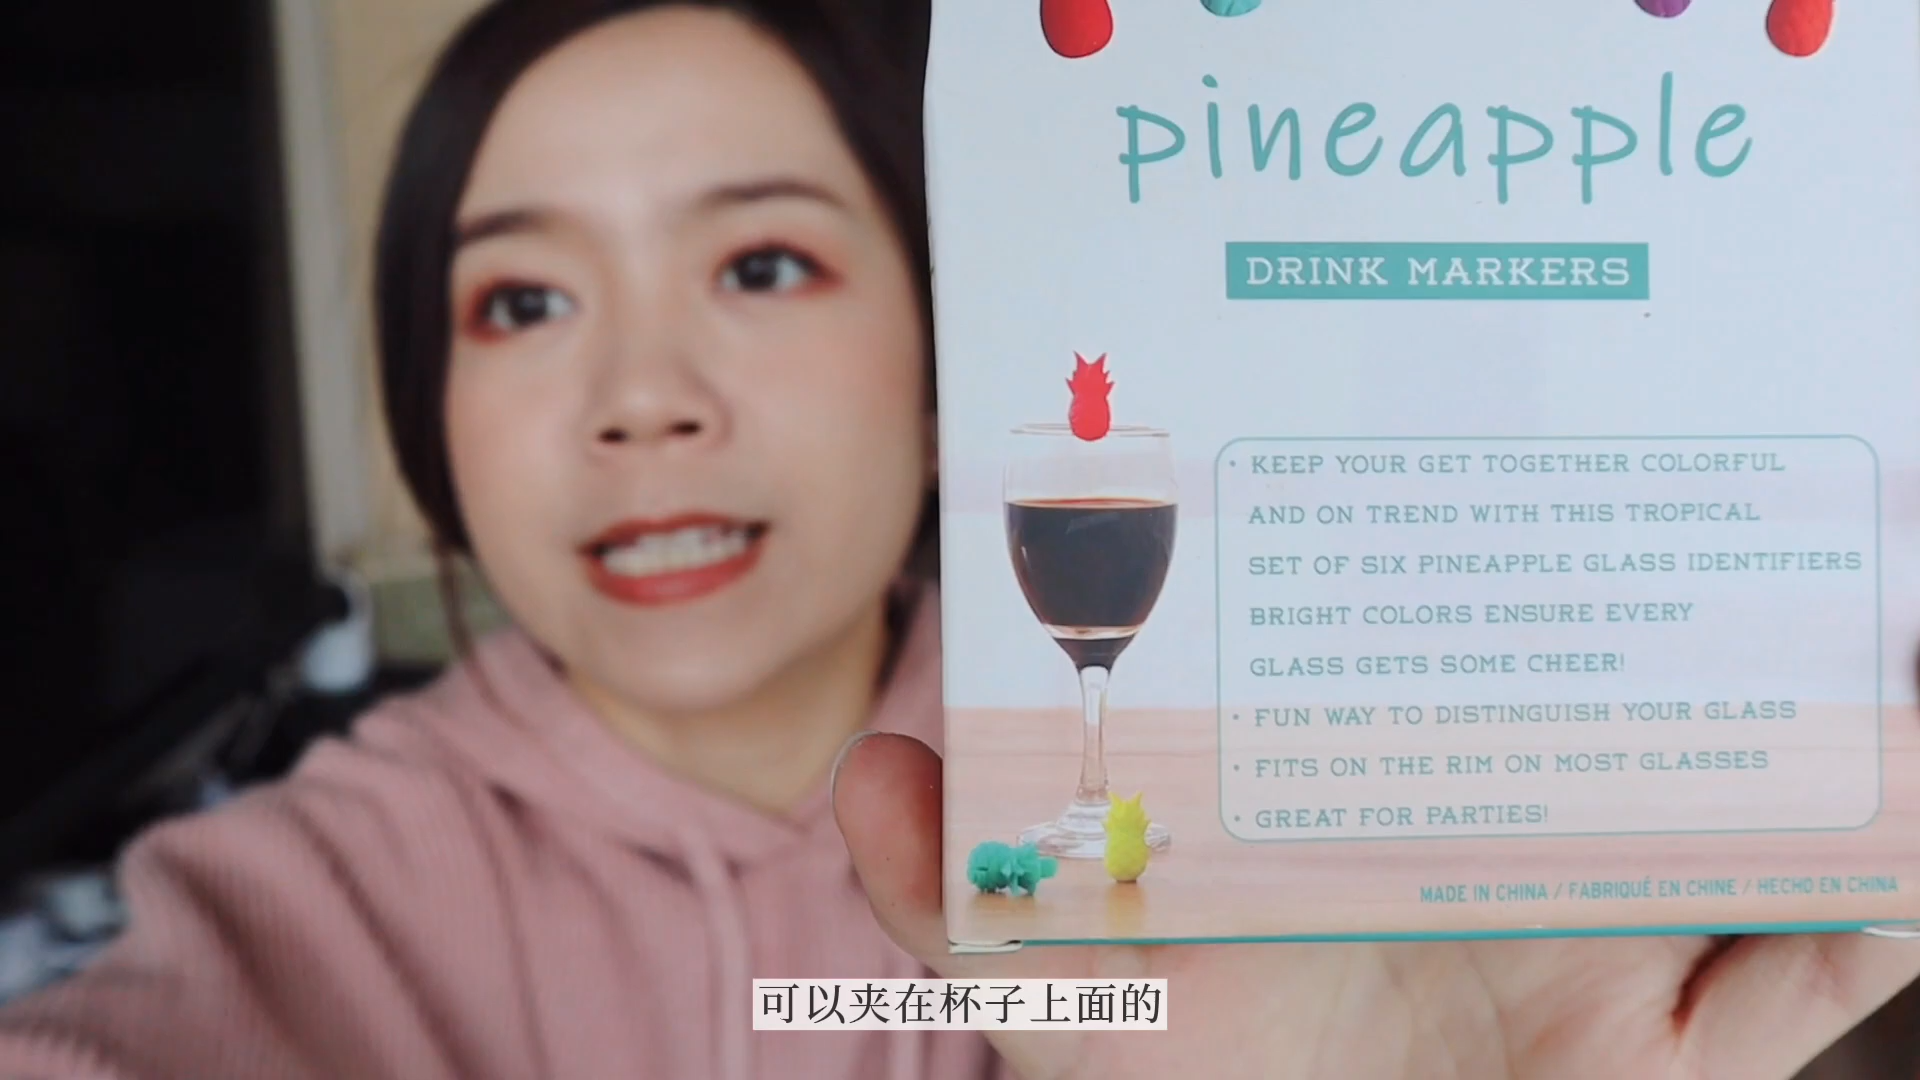 pineapple
DRINK MARKERS
• KEEP YOUR GET TOGETHER COLORFUL
AND ON TREND WITH THIS TROPICAL
SET OF SIX PINEAPPLE GLASS IDENTIFIERS
BRIGHT COLORS ENSURE EVERY
GLASS GETS SOME CHEER!
• FUN WAY TO DISTINGUISH YOUR GLASS
• FITS ON THE RIM ON MOST GLASSES
• GREAT FOR PARTIES!
MADE IN CHINA / FABRIQUÉ EN CHINE / HECHO EN CHINA
可以夹在杯子上面的